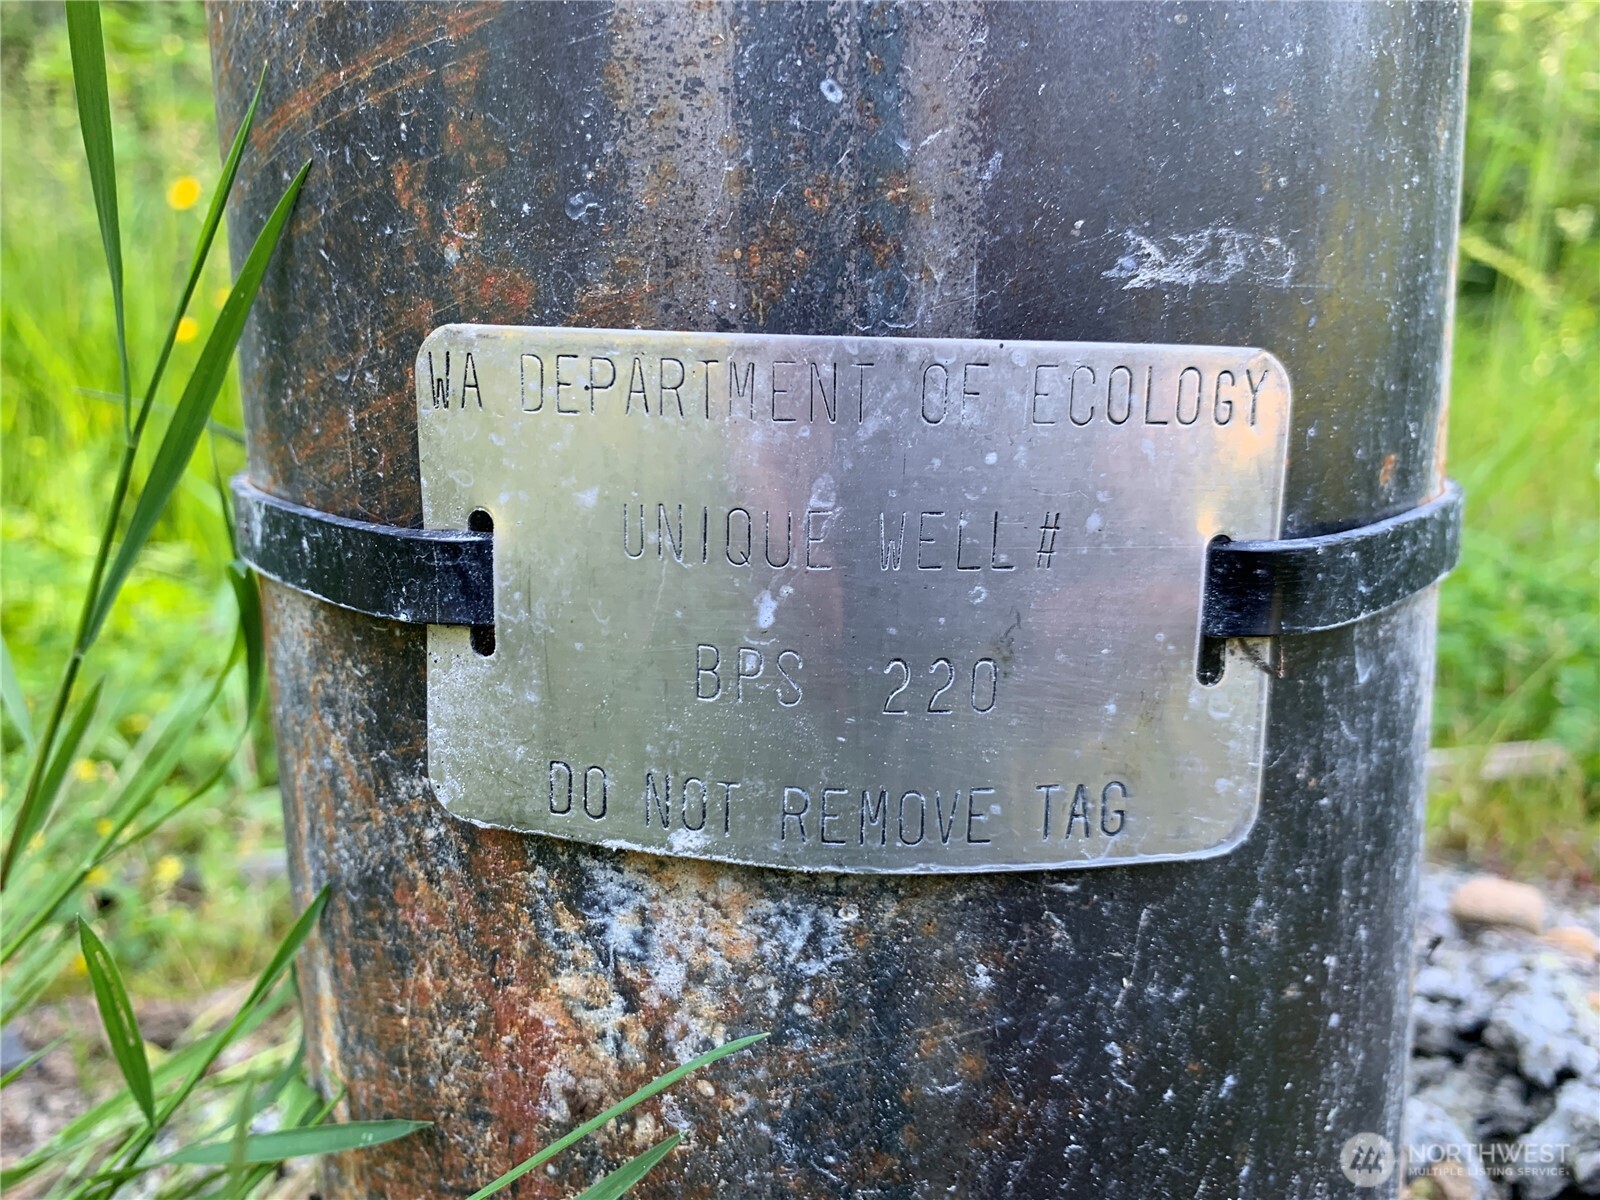 WA DEPARTMENT OF ECOLOGY
UNIQUE WELL #
BPS 220
DO NOT REMOVE TAG
NORTHWEST
MULTIPLE LISTING SERVICE